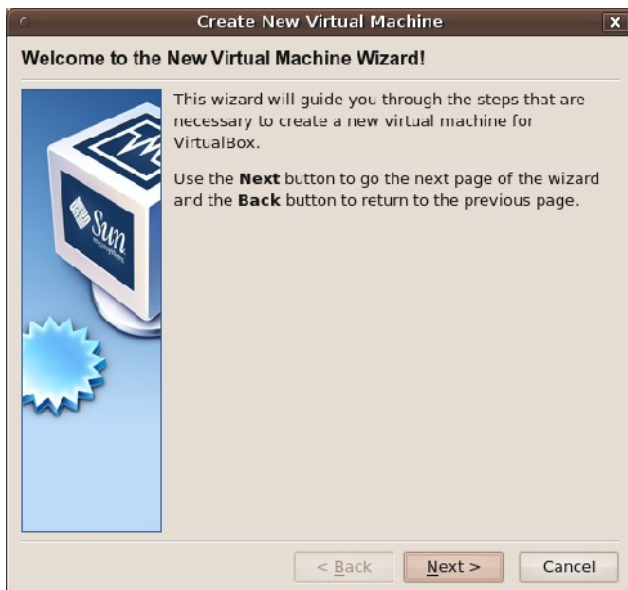 Create New Virtual Machine
Welcome to the New Virtual Machine Wizard!
This wizard will guide you through the steps that are
necessary to create a new virtual machine for
VirtualBox.
Use the Next button to go the next page of the wizard
and the Back button to return to the previous page.
Sun
microsystems
< Back
Next >
Cancel